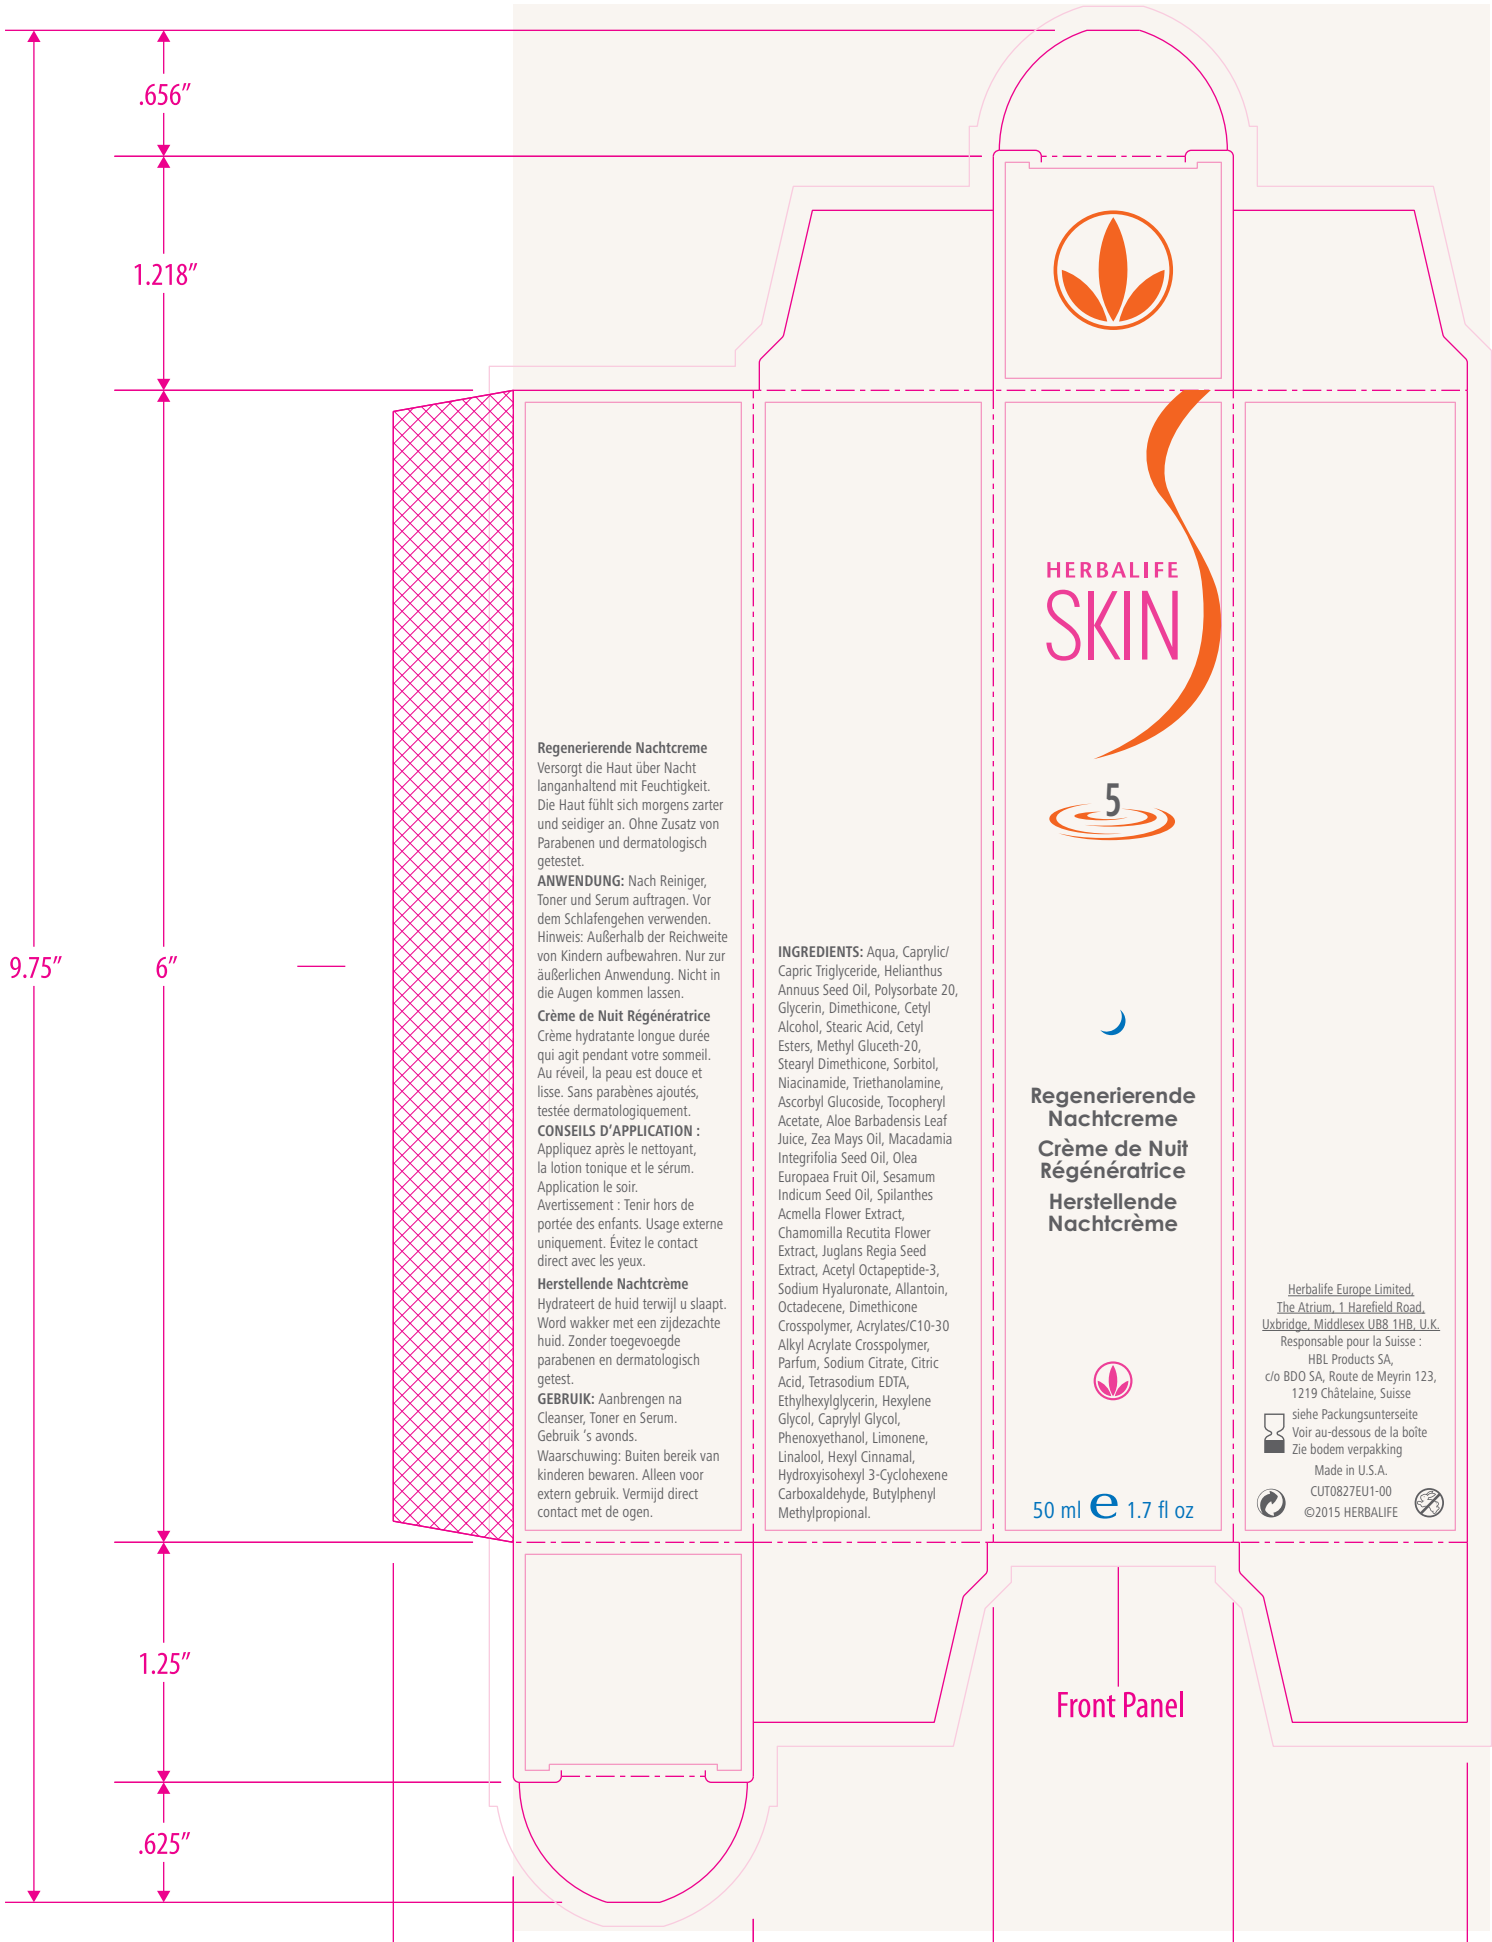 .656”
1.218”
9.75”
6”
1.25”
.625”
Regenerierende Nachtcreme
Versorgt die Haut über Nacht
langanhaltend mit Feuchtigkeit.
Die Haut fühlt sich morgens zarter
und seidiger an. Ohne Zusatz von
Parabenen und dermatologisch
getestet.
ANWENDUNG: Nach Reiniger,
Toner und Serum auftragen. Vor
dem Schlafengehen verwenden.
Hinweis: Außerhalb der Reichweite
von Kindern aufbewahren. Nur zur
äußerlichen Anwendung. Nicht in
die Augen kommen lassen.
Crème de Nuit Régénératrice
Crème hydratante longue durée
qui agit pendant votre sommeil.
Au réveil, la peau est douce et
lisse. Sans parabènes ajoutés,
testée dermatologiquement.
CONSEILS D’APPLICATION :
Appliquez après le nettoyant,
la lotion tonique et le sérum.
Application le soir.
Avertissement : Tenir hors de
portée des enfants. Usage externe
uniquement. Évitez le contact
direct avec les yeux.
Herstellende Nachtcrème
Hydrateert de huid terwijl u slaapt.
Word wakker met een zijdezachte
huid. Zonder toegevoegde
parabenen en dermatologisch
getest.
GEBRUIK: Aanbrengen na
Cleanser, Toner en Serum.
Gebruik ‘s avonds.
Waarschuwing: Buiten bereik van
kinderen bewaren. Alleen voor
extern gebruik. Vermijd direct
contact met de ogen.
INGREDIENTS: Aqua, Caprylic/
Capric Triglyceride, Helianthus
Annuus Seed Oil, Polysorbate 20,
Glycerin, Dimethicone, Cetyl
Alcohol, Stearic Acid, Cetyl
Esters, Methyl Gluceth-20,
Stearyl Dimethicone, Sorbitol,
Niacinamide, Triethanolamine,
Ascorbyl Glucoside, Tocopheryl
Acetate, Aloe Barbadensis Leaf
Juice, Zea Mays Oil, Macadamia
Integrifolia Seed Oil, Olea
Europaea Fruit Oil, Sesamum
Indicum Seed Oil, Spilanthes
Acmella Flower Extract,
Chamomilla Recutita Flower
Extract, Juglans Regia Seed
Extract, Acetyl Octapeptide-3,
Sodium Hyaluronate, Allantoin,
Octadecene, Dimethicone
Crosspolymer, Acrylates/C10-30
Alkyl Acrylate Crosspolymer,
Parfum, Sodium Citrate, Citric
Acid, Tetrasodium EDTA,
Ethylhexylglycerin, Hexylene
Glycol, Caprylyl Glycol,
Phenoxyethanol, Limonene,
Linalool, Hexyl Cinnamal,
Hydroxyisohexyl 3-Cyclohexene
Carboxaldehyde, Butylphenyl
Methylpropional.
HERBALIFE
SKIN
5
Regenerierende
Nachtcreme
Crème de Nuit
Régénératrice
Herstellende
Nachtcrème
50 ml e 1.7 fl oz
Front Panel
Herbalife Europe Limited,
The Atrium, 1 Harefield Road,
Uxbridge, Middlesex UB8 1HB, U.K.
Responsable pour la Suisse :
HBL Products SA,
c/o BDO SA, Route de Meyrin 123,
1219 Châtelaine, Suisse
siehe Packungsunterseite
Voir au-dessous de la boîte
Zie bodem verpakking
Made in U.S.A.
CUT0827EU1-00
©2015 HERBALIFE